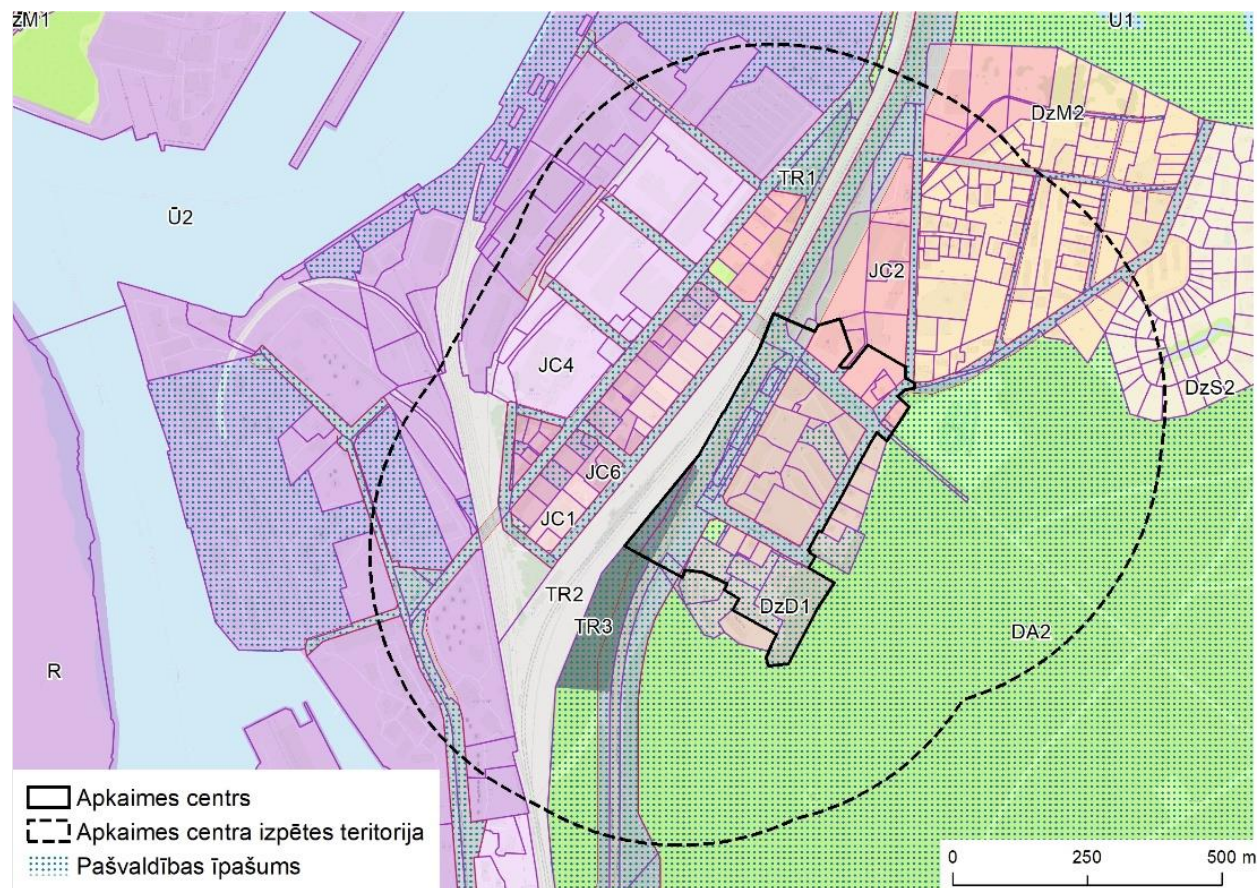 zM1
U1
DzM2
TR1
Ū2
JC2
JC4
DzS2
JC6
JC1
TR2
DzD1
TR3
DA2
R
Apkaimes centrs
Apkaimes centra izpētes teritorija
Pašvaldības īpašums
0 250 500 m